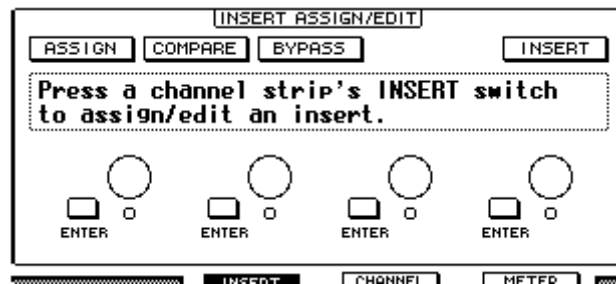 INSERT ASSIGN/EDIT
ASSIGN COMPARE BYPASS INSERT
Press a channel strip's INSERT switch
to assign/edit an insert.
ENTER ENTER ENTER ENTER
INSERT CHANNEL METER